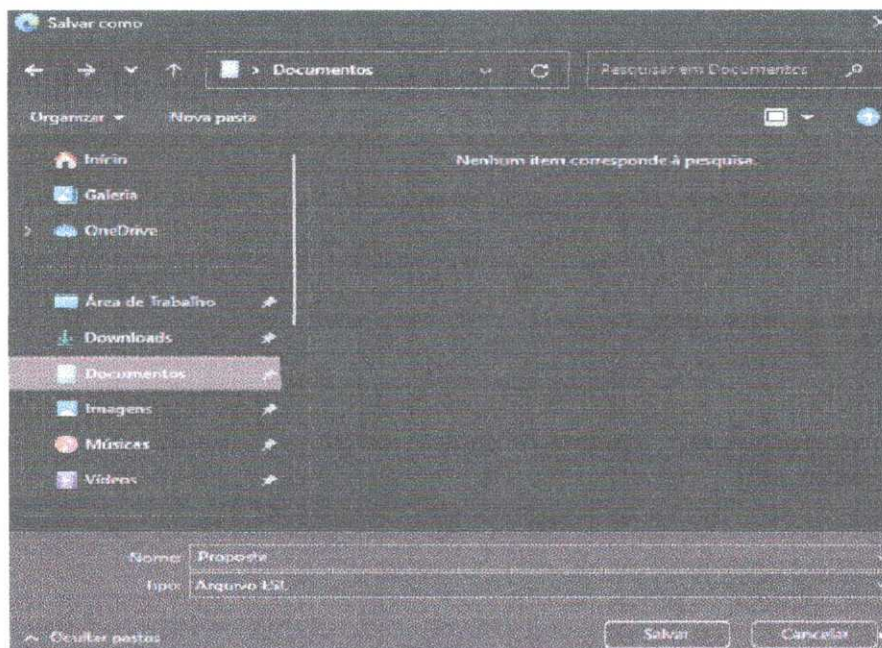 Salvar como
Documentos
Pesquisar em Documentos
Organizar
Nova pasta
Nenhum item corresponde à pesquisa.
Início
Galeria
OneDrive
Área de Trabalho
Downloads
Documentos
Imagens
Músicas
Vídeos
Nome: Proposta
Tipo: Arquivo ESL
Ocultar pastas
Salvar
Cancelar